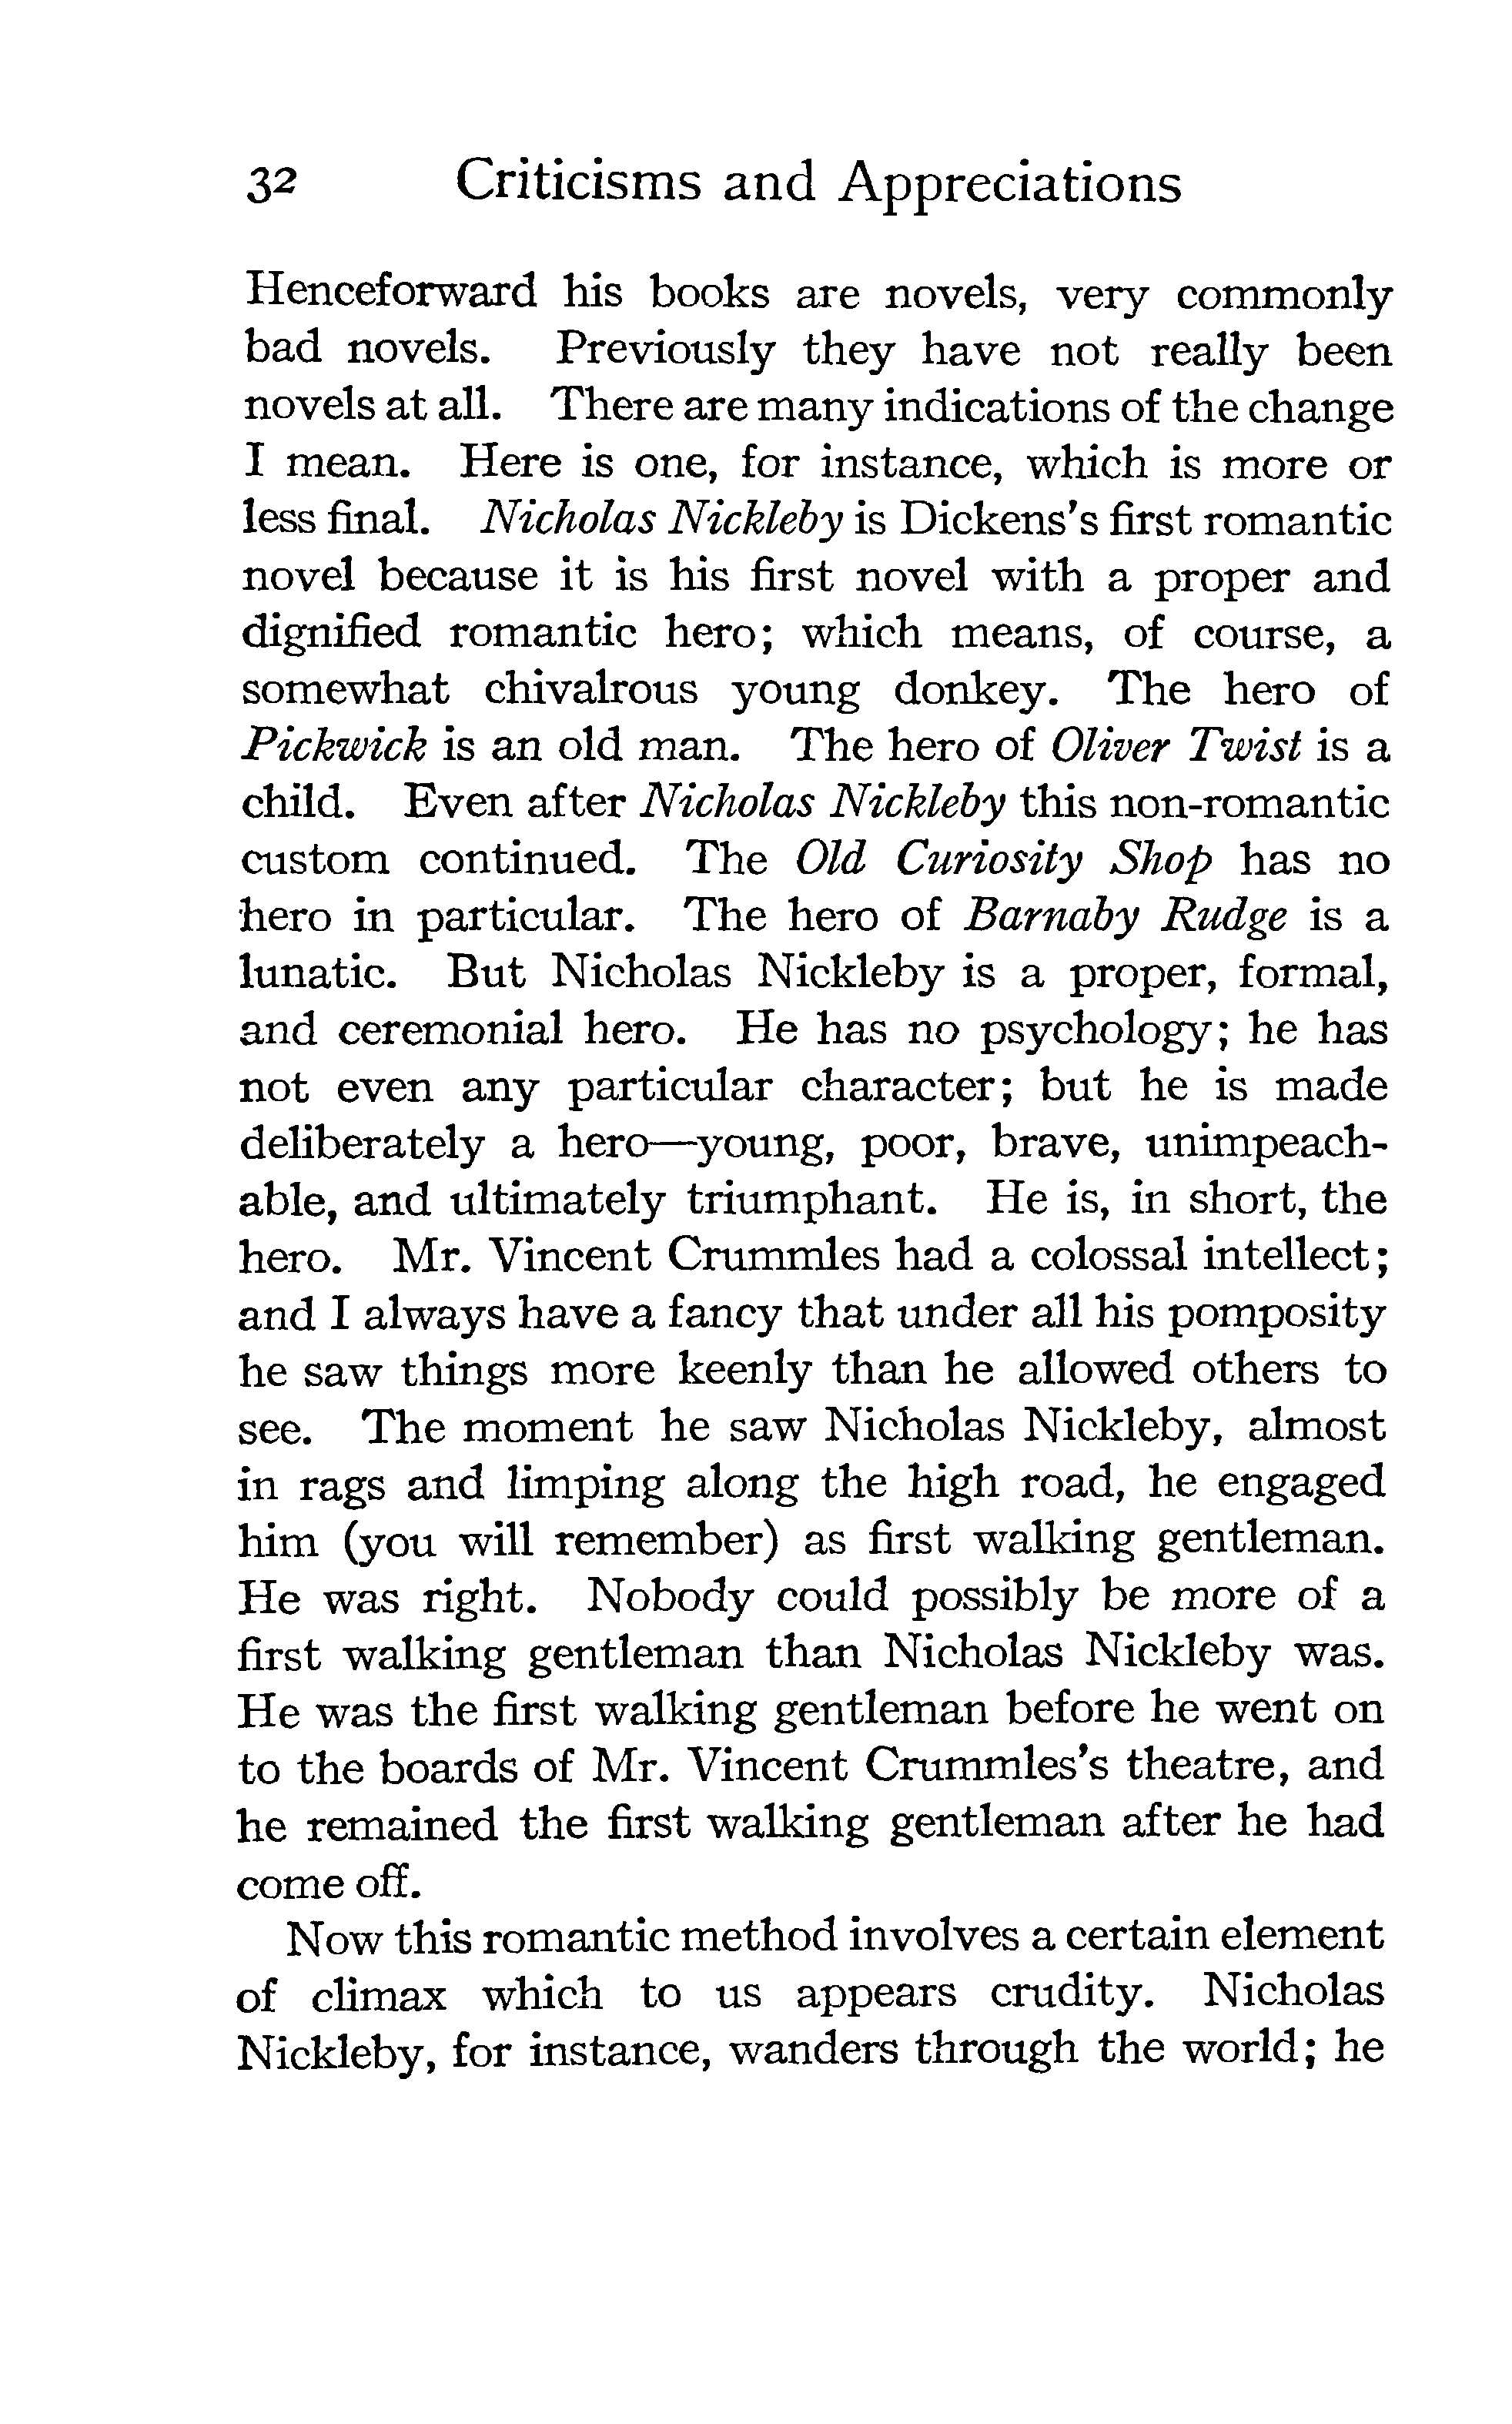 32 Criticisms and Appreciations
Henceforward his books are novels, very commonly
bad novels. Previously they have not really been
novels at all. There are many indications of the change
I mean. Here is one, for instance, which is more or
less final. Nicholas Nickleby is Dickens's first romantic
novel because it is his first novel with a proper and
dignified romantic hero; which means, of course, a
somewhat chivalrous young donkey. The hero of
Pickwick is an old man. The hero of Oliver Twist is a
child. Even after Nicholas Nickleby this non-romantic
custom continued. The Old Curiosity Shop has no
hero in particular. The hero of Barnaby Rudge is a
lunatic. But Nicholas Nickleby is a proper, formal,
and ceremonial hero. He has no psychology; he has
not even any particular character; but he is made
deliberately a hero—young, poor, brave, unimpeach-
able, and ultimately triumphant. He is, in short, the
hero. Mr. Vincent Crummles had a colossal intellect;
and I always have a fancy that under all his pomposity
he saw things more keenly than he allowed others to
see. The moment he saw Nicholas Nickleby, almost
in rags and limping along the high road, he engaged
him (you will remember) as first walking gentleman.
He was right. Nobody could possibly be more of a
first walking gentleman than Nicholas Nickleby was.
He was the first walking gentleman before he went on
to the boards of Mr. Vincent Crummles's theatre, and
he remained the first walking gentleman after he had
come off.
Now this romantic method involves a certain element
of climax which to us appears crudity. Nicholas
Nickleby, for instance, wanders through the world; he